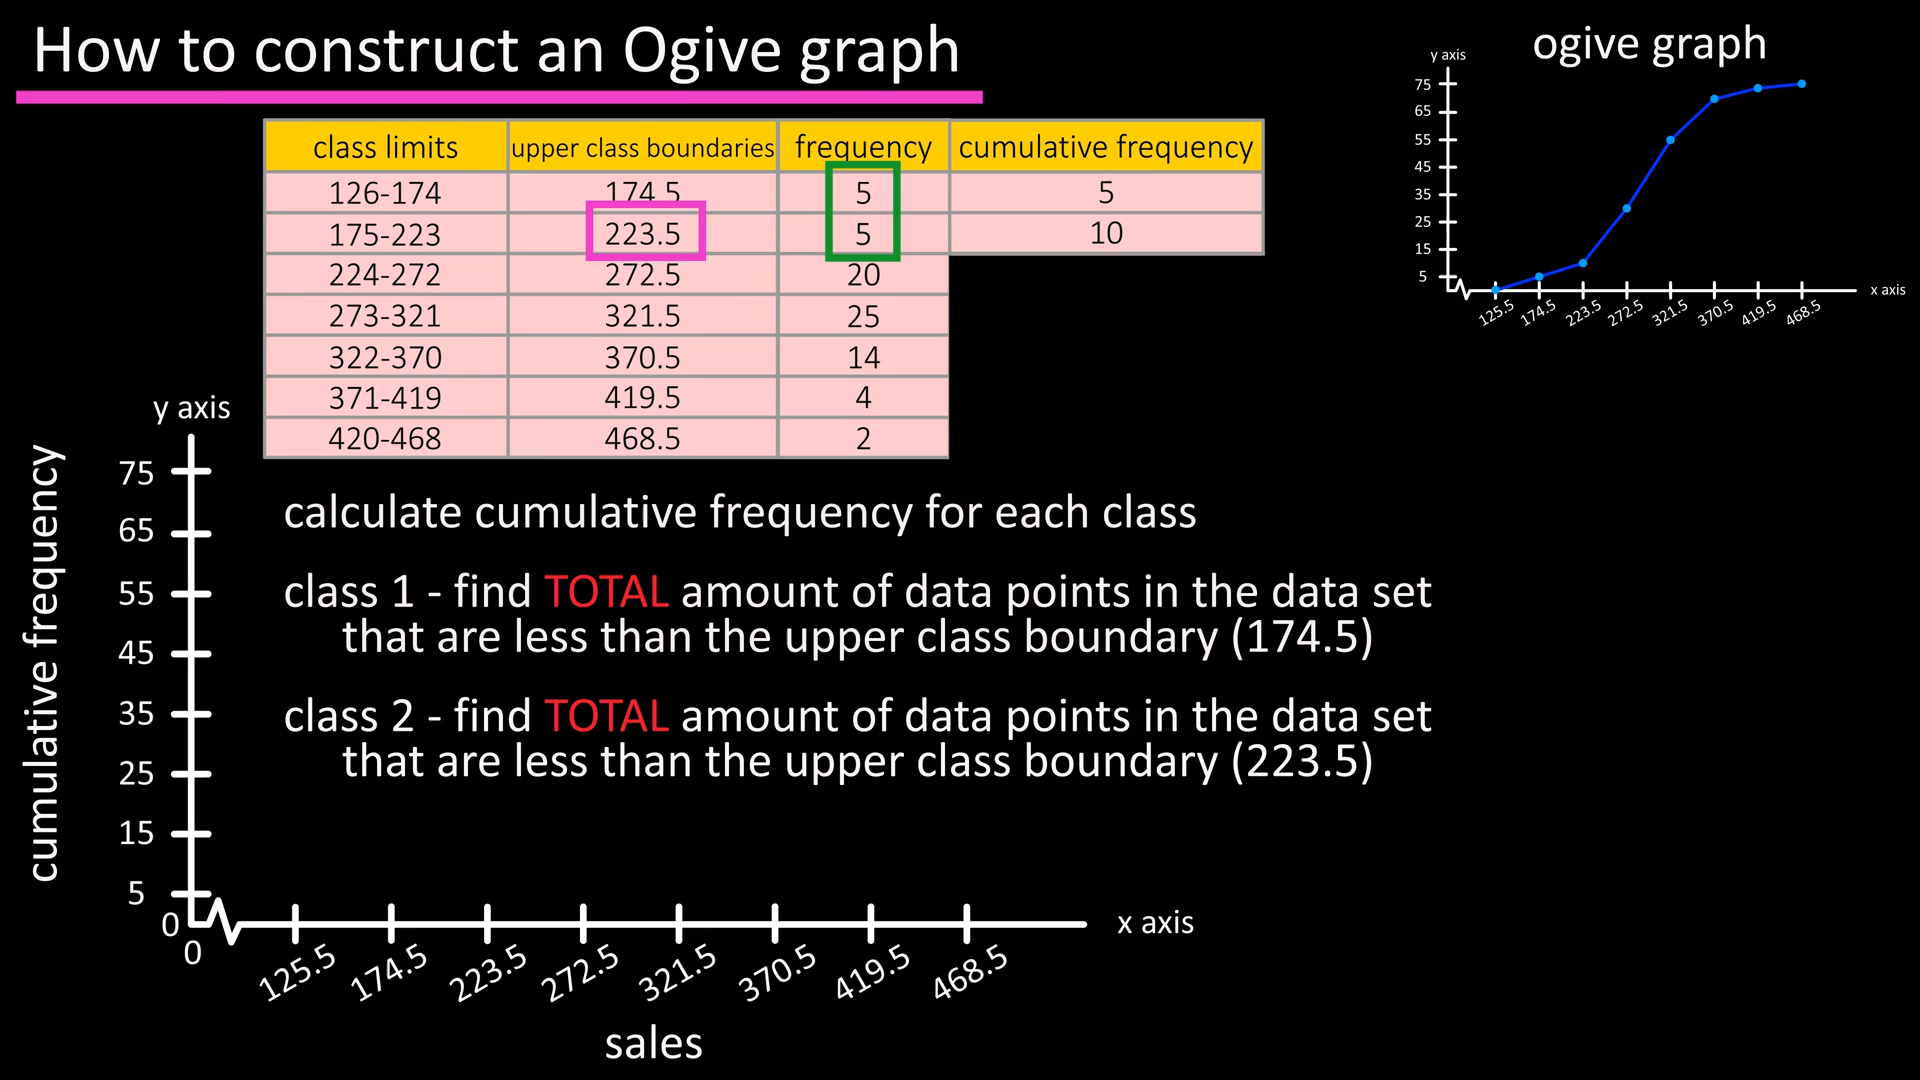 How to construct an Ogive graph
ogive graph
y axis
75
65
55
45
35
25
15
5
x axis
125.5 174.5 223.5 272.5 321.5 370.5 419.5 468.5
class limits upper class boundaries frequency cumulative frequency
126-174 174.5 5 5
175-223 223.5 5 10
224-272 272.5 20
273-321 321.5 25
322-370 370.5 14
371-419 419.5 4
420-468 468.5 2
calculate cumulative frequency for each class
class 1 - find TOTAL amount of data points in the data set
that are less than the upper class boundary (174.5)
class 2 - find TOTAL amount of data points in the data set
that are less than the upper class boundary (223.5)
y axis
cumulative frequency
75
65
55
45
35
25
15
5
0
0
x axis
125.5 174.5 223.5 272.5 321.5 370.5 419.5 468.5
sales